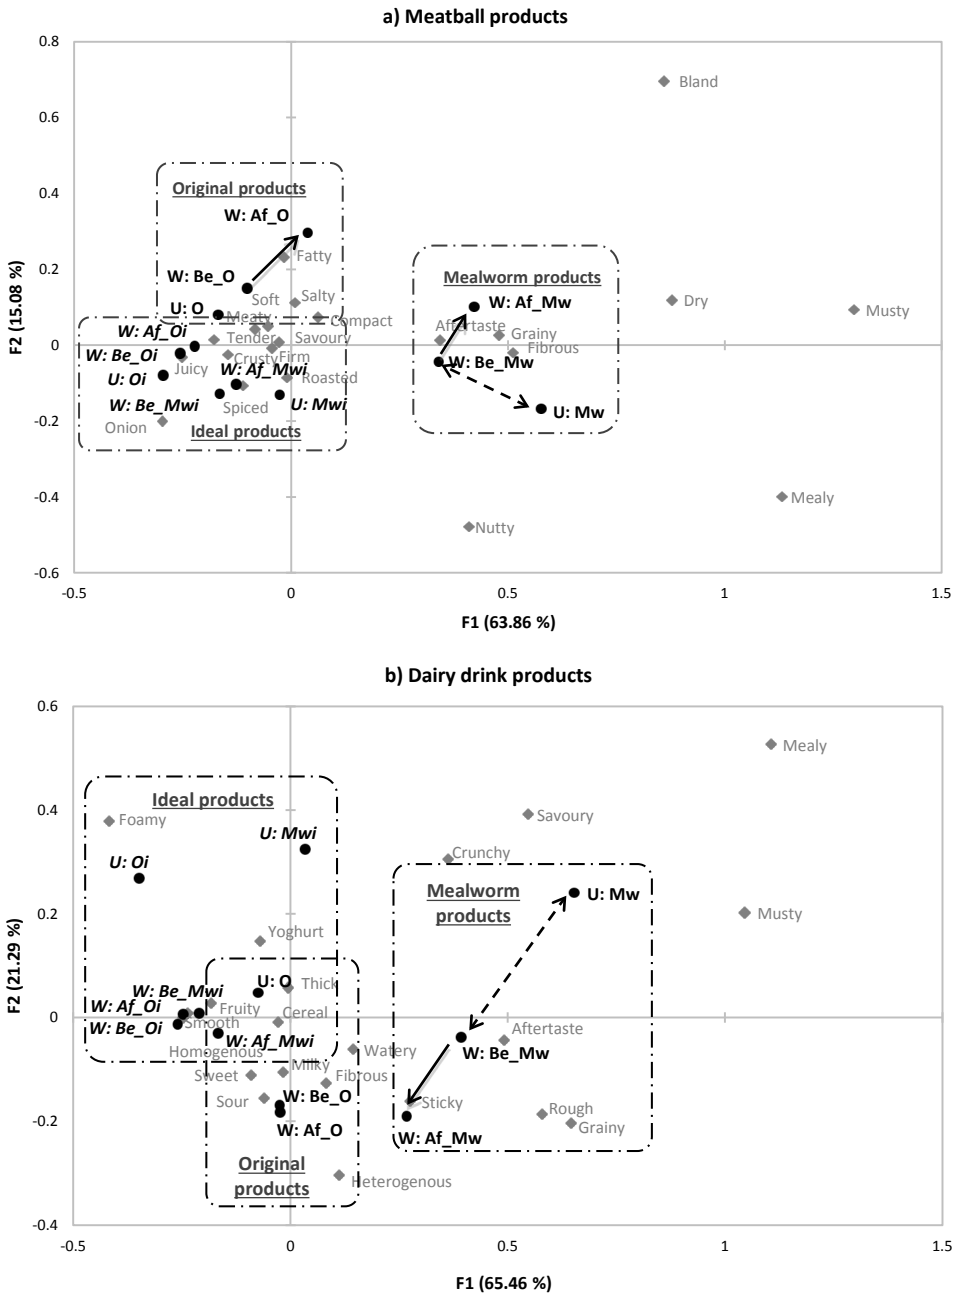 a) Meatball products
0.8
Bland
0.6
0.4
Original products
W: Af_O
F2 (15.08 %)
Fatty
Mealworm products
0.2
W: Be_O
Soft
Salty
W: Af_Mw
Dry
Musty
U: O
Meaty
Compact
Aftertaste
Grainy
W: Af_Oi
Tender
Savoury
Fibrous
0
W: Be_Oi
Juicy
Crusty
Firm
W: Be_Mw
U: Oi
W: Af_Mwi
Roasted
W: Be_Mwi
Spiced
U: Mwi
U: Mw
-0.2
Onion
Ideal products
-0.4
Mealy
Nutty
-0.6
-0.5
0
0.5
1
1.5
F1 (63.86 %)
b) Dairy drink products
0.6
Mealy
Ideal products
0.4
Foamy
Savoury
U: Mwi
Crunchy
U: Oi
Mealworm
products
U: Mw
F2 (21.29 %)
0.2
Musty
Yoghurt
U: O
Thick
W: Be_Mwi
W: Af_Oi
Fruity
Cereal
0
W: Be_Oi
Smooth
Aftertaste
W: Af_Mwi
Homogenous
Watery
W: Be_Mw
Sweet
Milky
Fibrous
Sour
W: Be_O
Sticky
Rough
-0.2
W: Af_O
W: Af_Mw
Grainy
Original
products
Heterogenous
-0.4
-0.5
0
0.5
1
1.5
F1 (65.46 %)